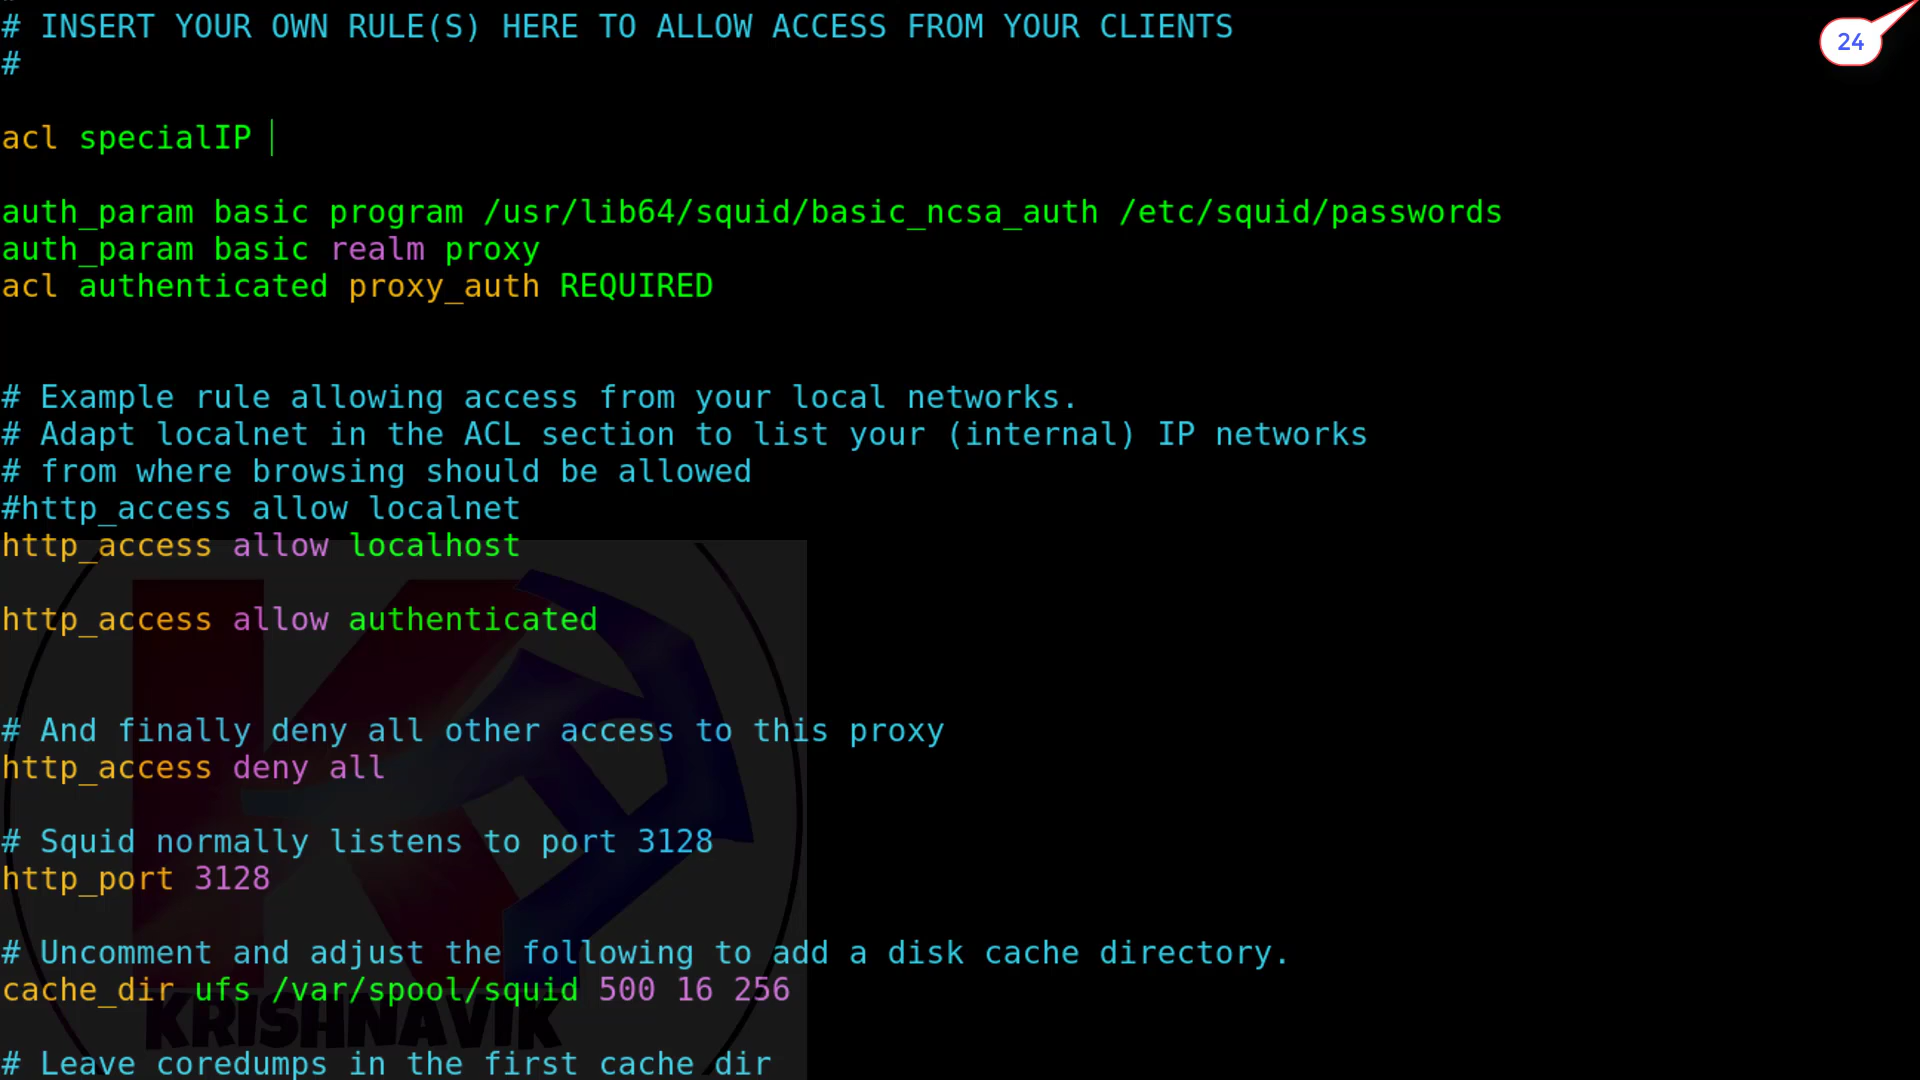 # INSERT YOUR OWN RULE(S) HERE TO ALLOW ACCESS FROM YOUR CLIENTS
24
#
acl specialIP
auth_param basic program /usr/lib64/squid/basic_ncsa_auth /etc/squid/passwords
auth_param basic realm proxy
acl authenticated proxy_auth REQUIRED
# Example rule allowing access from your local networks.
# Adapt localnet in the ACL section to list your (internal) IP networks
# from where browsing should be allowed
#http_access allow localnet
http_access allow localhost
http_access allow authenticated
# And finally deny all other access to this proxy
http_access deny all
# Squid normally listens to port 3128
http_port 3128
# Uncomment and adjust the following to add a disk cache directory.
cache_dir ufs /var/spool/squid 500 16 256
KRISHNAVIK
# Leave coredumps in the first cache dir